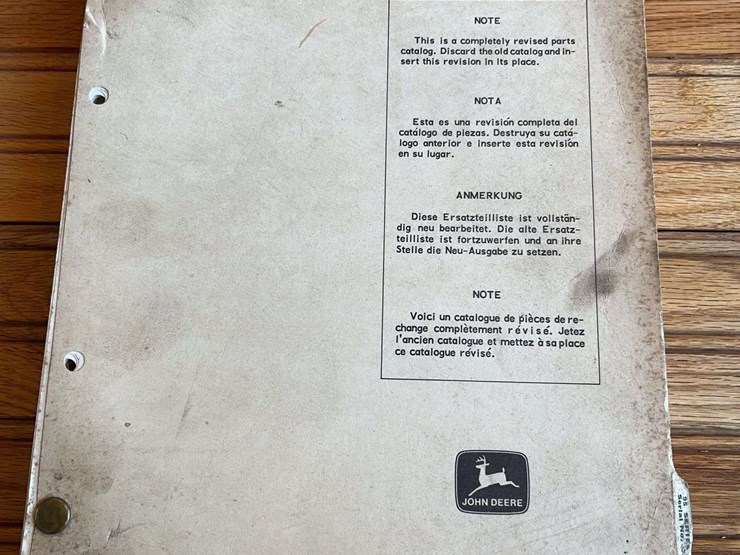 NOTE
This is a completely revised parts
catalog. Discard the old catalog and in-
sert this revision in its place.
NOTA
Esta es una revisión completa del
catálogo de piezas. Destruya su catá-
logo anterior e inserte esta revisión
en su lugar.
ANMERKUNG
Diese Ersatzteilliste ist vollstän-
dig neu bearbeitet. Die alte Ersatz-
teilliste ist fortzuwerfen und an ihre
Stelle die Neu-Ausgabe zu setzen.
NOTE
Voici un catalogue de pièces de re-
change complètement révisé. Jetez
l'ancien catalogue et mettez à sa place
ce catalogue révisé.
JOHN DEERE
95 SERIES
Serial No.